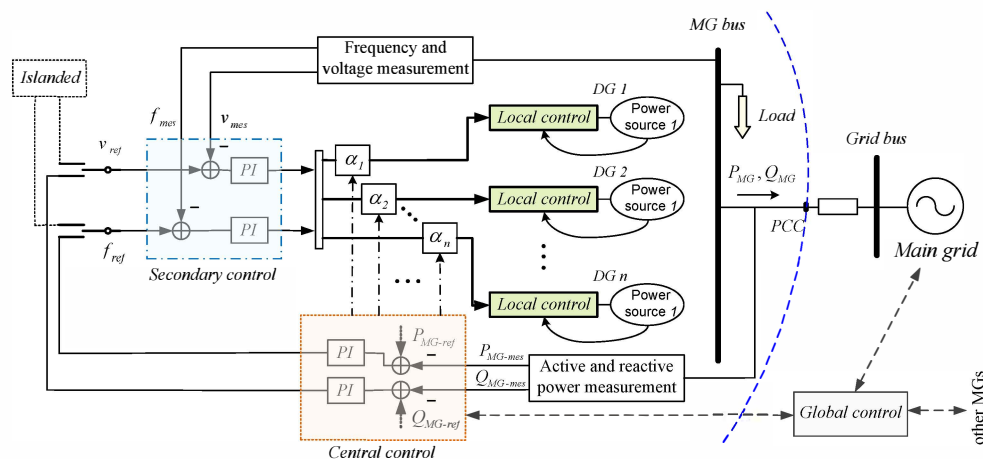 MG bus
Frequency and
voltage measurement
Islanded
f_mes
v_mes
DG 1
Local control
Power
source 1
Load
v_ref
PI
α_1
Grid bus
DG 2
P_MG, Q_MG
Local control
Power
source 1
α_2
PI
α_n
PCC
f_ref
Main grid
Secondary control
DG n
Local control
Power
source 1
P_MG-ref
PI
P_MG-mes
Active and reactive
power measurement
Q_MG-mes
PI
Q_MG-ref
Global control
other MGs
Central control